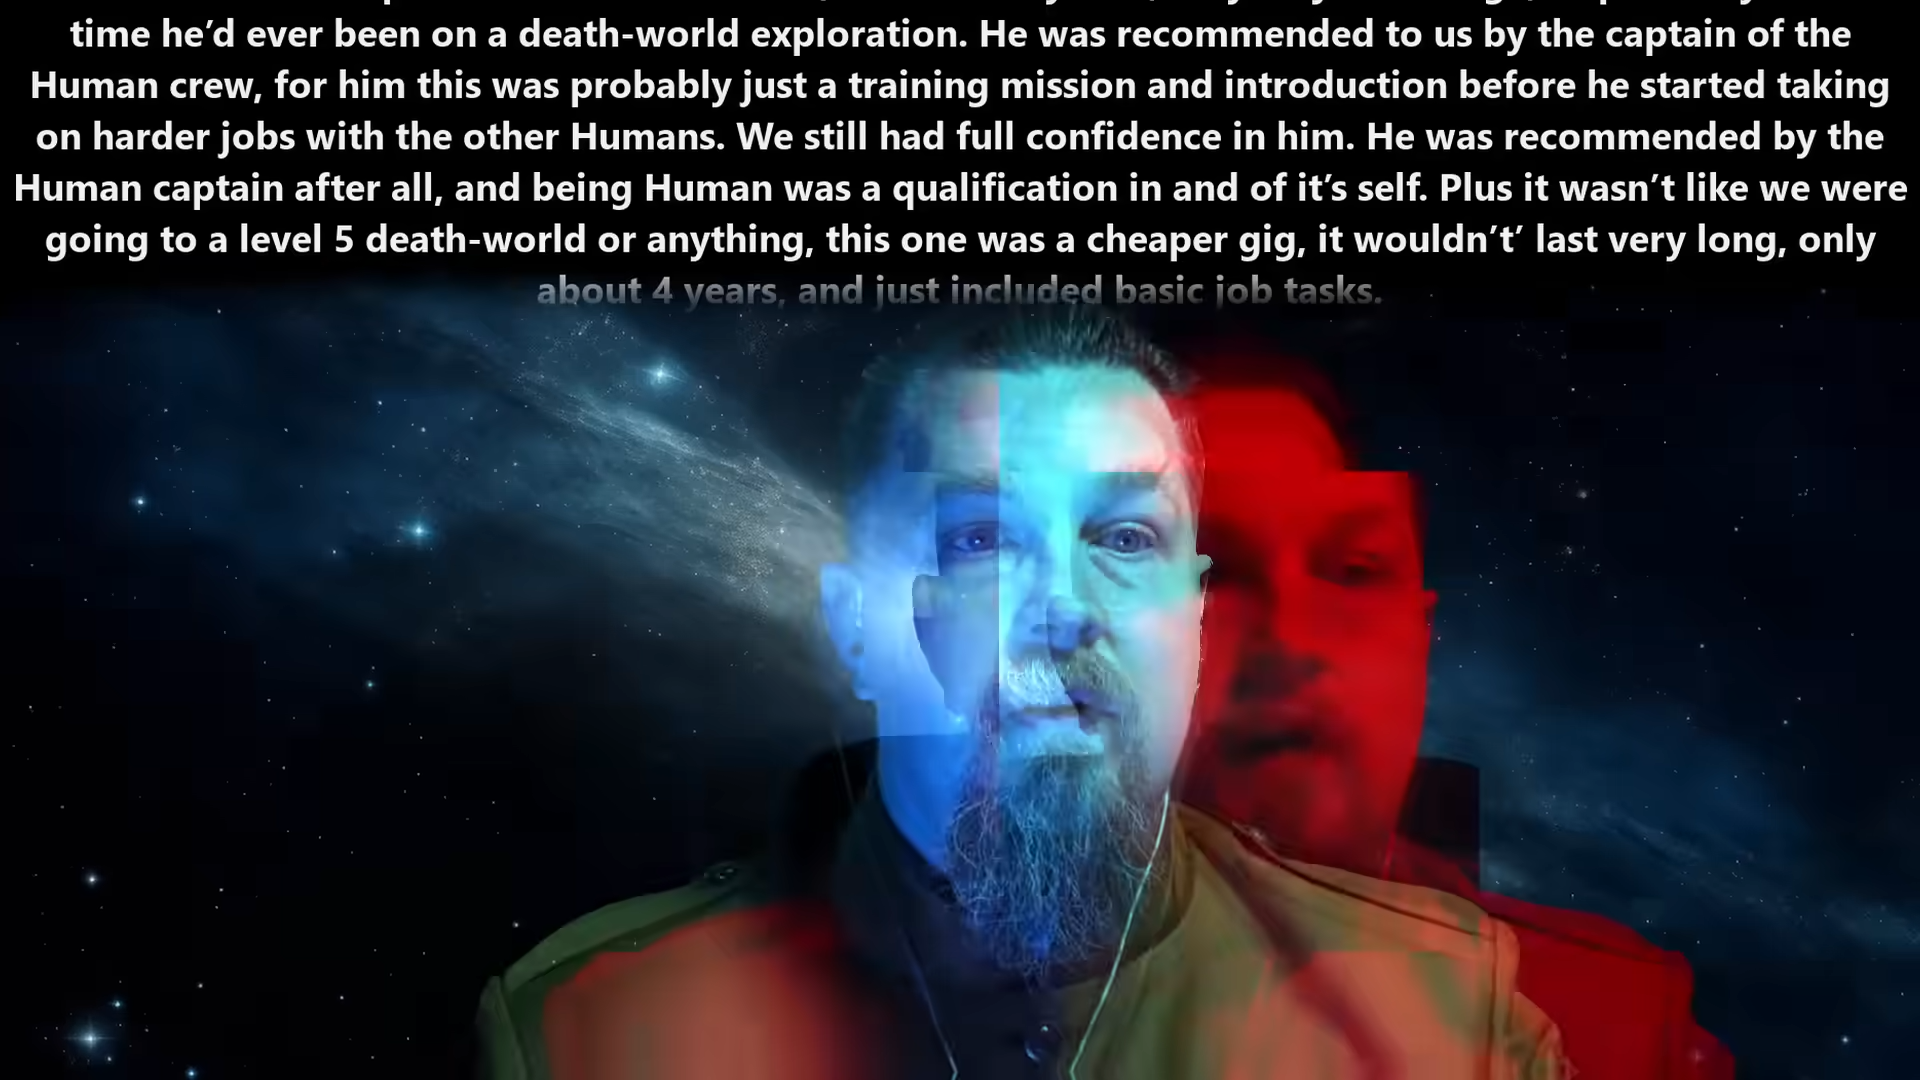 time he’d ever been on a death-world exploration. He was recommended to us by the captain of the
Human crew, for him this was probably just a training mission and introduction before he started taking
on harder jobs with the other Humans. We still had full confidence in him. He was recommended by the
Human captain after all, and being Human was a qualification in and of it’s self. Plus it wasn’t like we were
going to a level 5 death-world or anything, this one was a cheaper gig, it wouldn’t’ last very long, only
about 4 years, and just included basic job tasks.